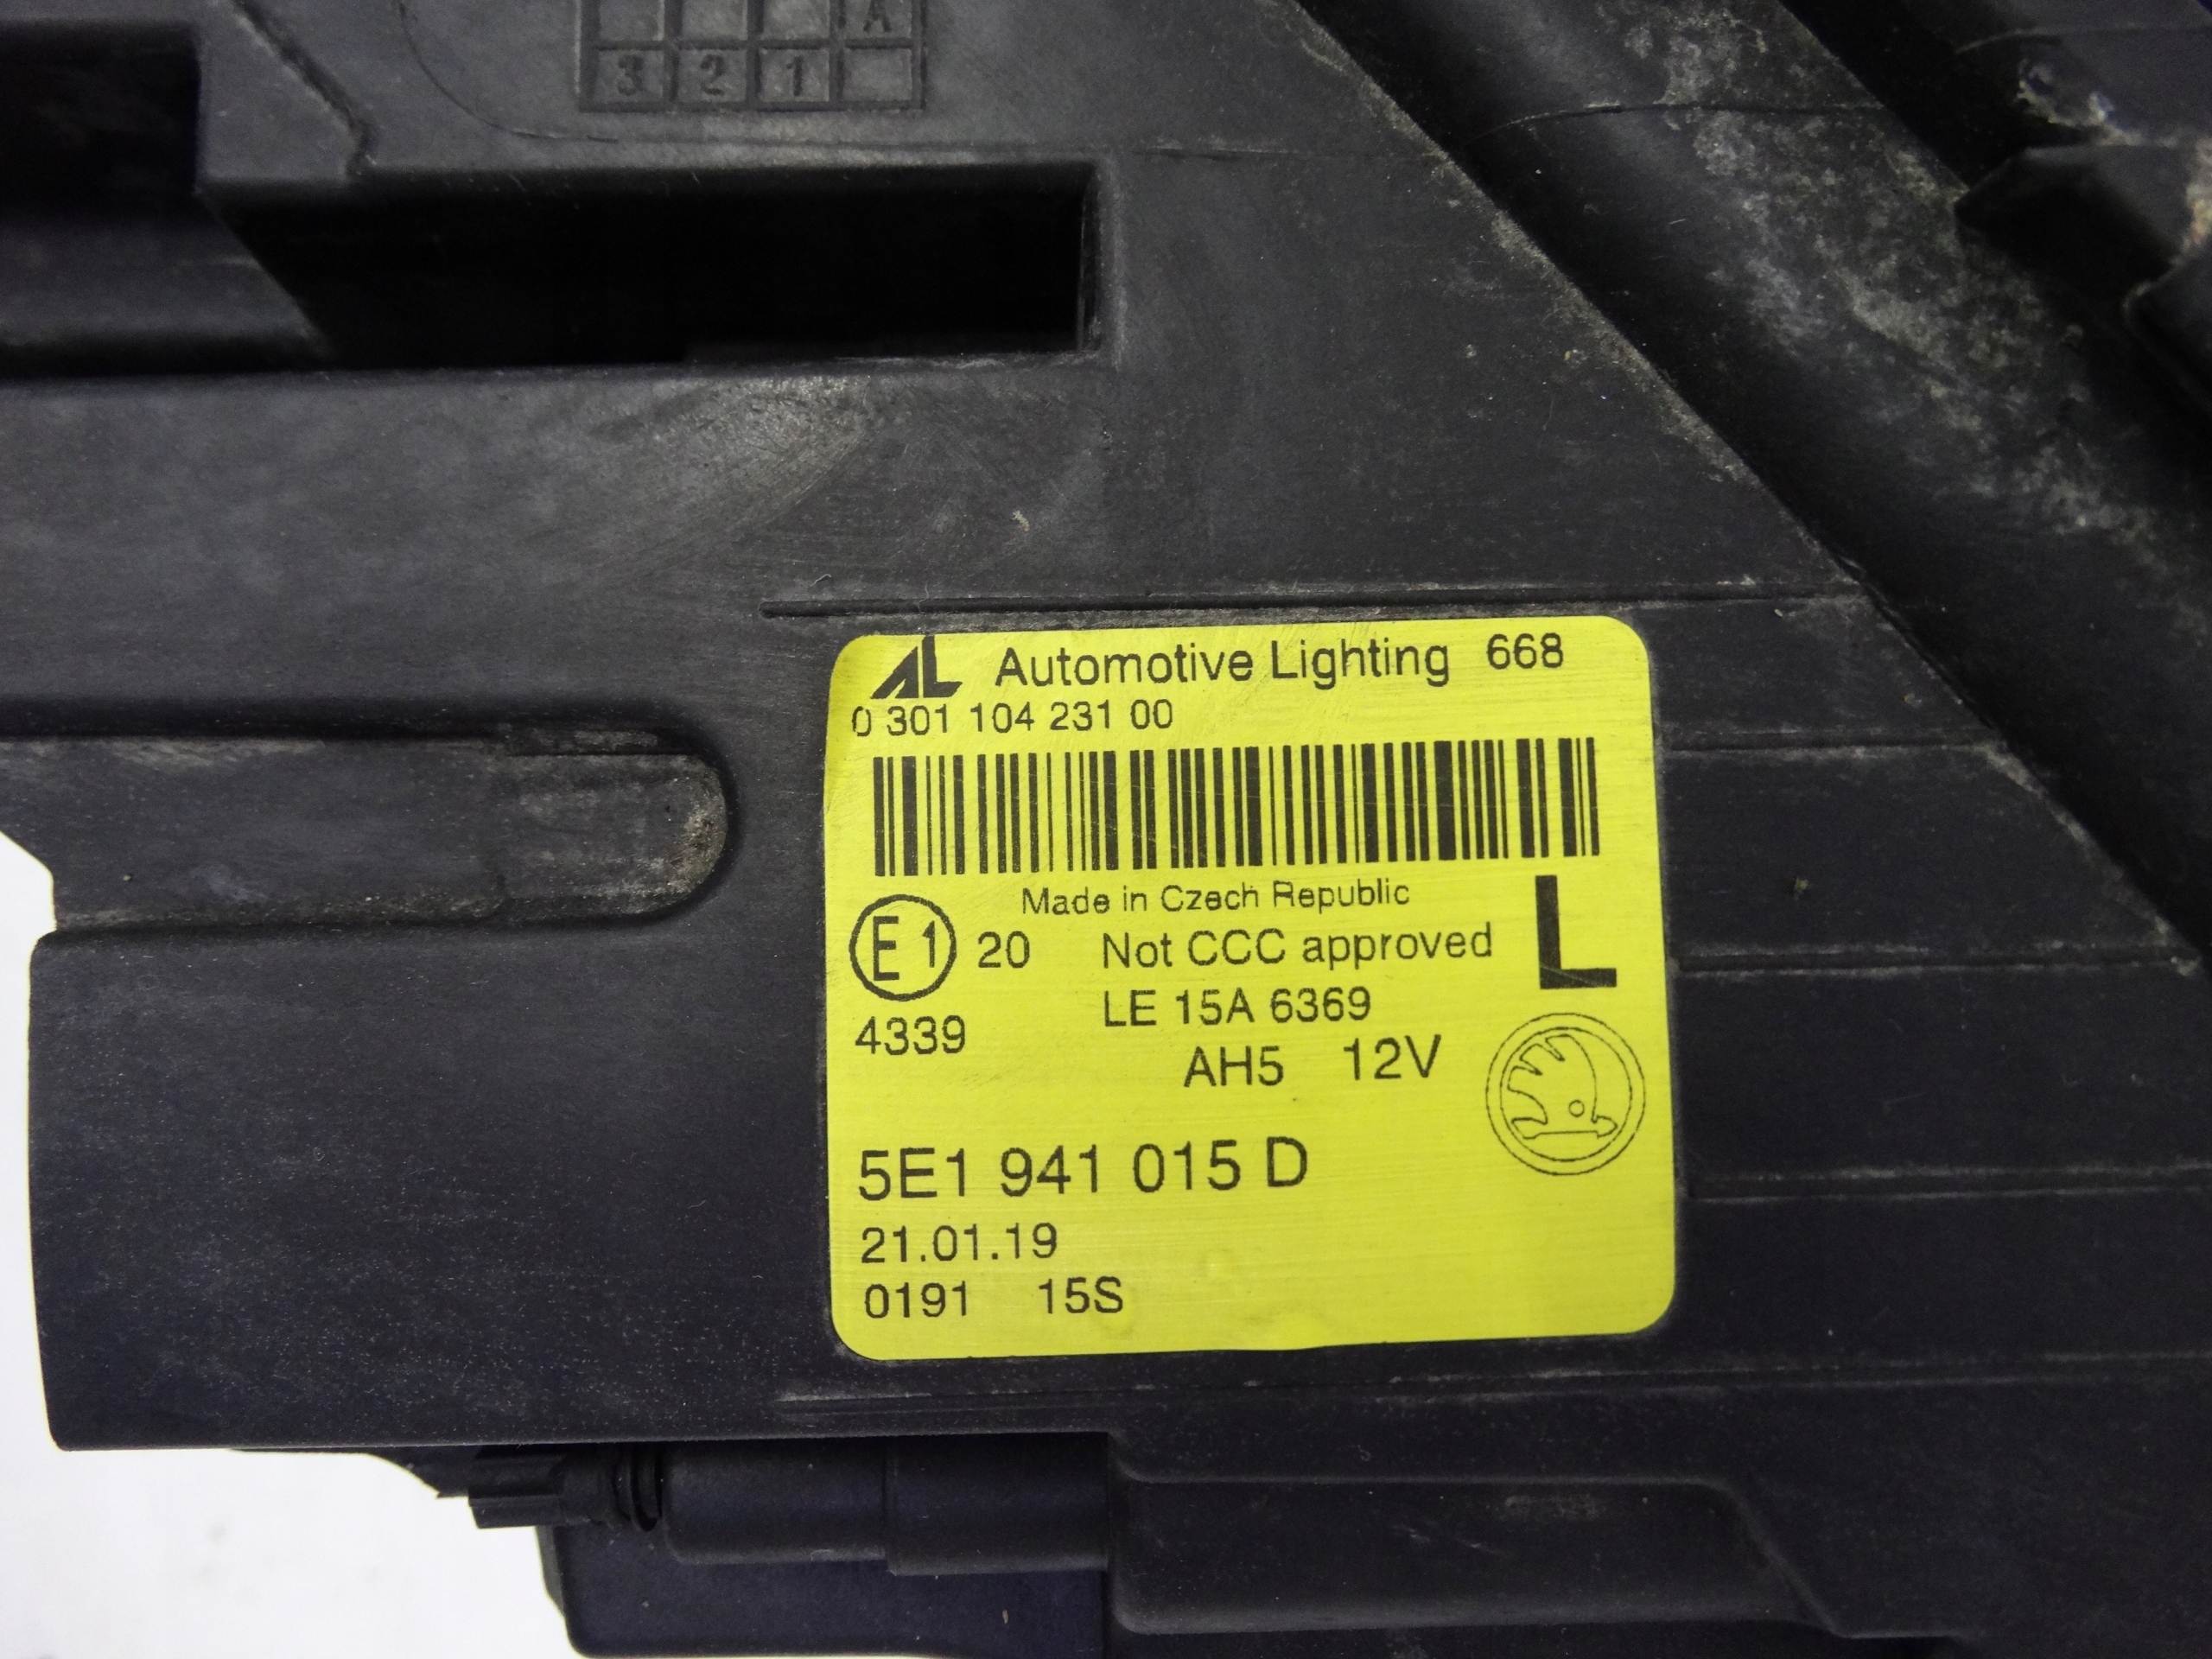 A
3 2 1
AL Automotive Lighting 668
0 301 104 231 00
Made in Czech Republic
E1 20 Not CCC approved L
LE 15A 6369
4339
AH5 12V
5E1 941 015 D
21.01.19
0191 15S